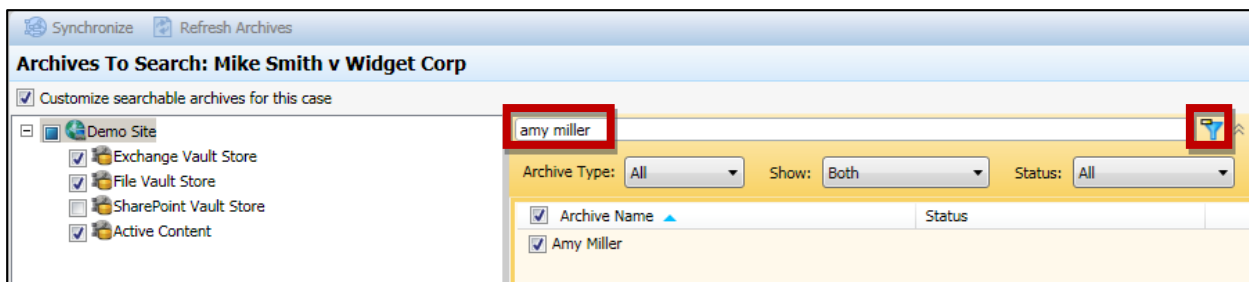 Synchronize Refresh Archives
Archives To Search: Mike Smith v Widget Corp
Customize searchable archives for this case
Demo Site
Exchange Vault Store
File Vault Store
SharePoint Vault Store
Active Content
amy miller
Archive Type: All Show: Both Status: All
Archive Name Status
Amy Miller